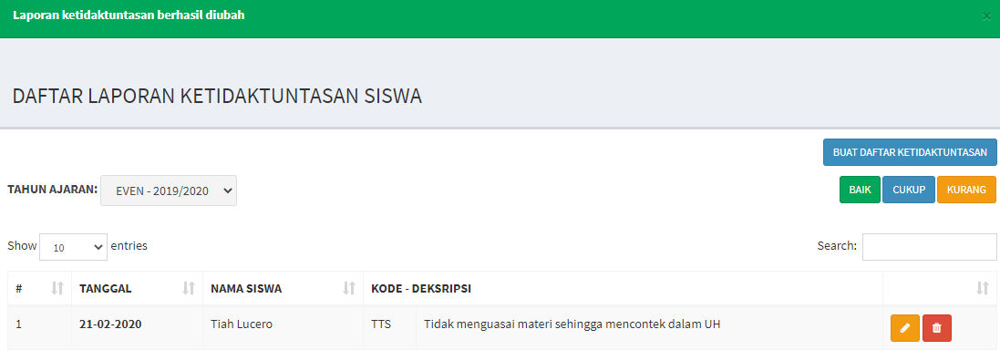 Laporan ketidaktuntasan berhasil diubah ×
DAFTAR LAPORAN KETIDAKTUNTASAN SISWA
BUAT DAFTAR KETIDAKTUNTASAN
TAHUN AJARAN: EVEN - 2019/2020 BAIK CUKUP KURANG
Show 10 entries Search:
# TANGGAL NAMA SISWA KODE - DEKSRIPSI
1 21-02-2020 Tiah Lucero TTS Tidak menguasai materi sehingga mencontek dalam UH